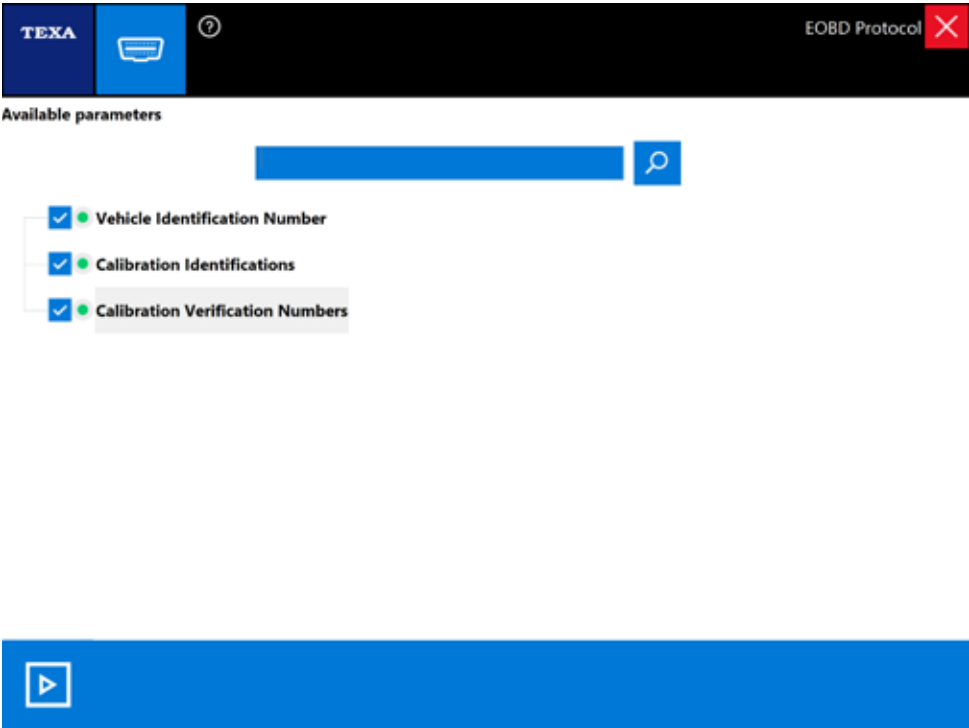 TEXA
?
EOBD Protocol
Available parameters
Vehicle Identification Number
Calibration Identifications
Calibration Verification Numbers